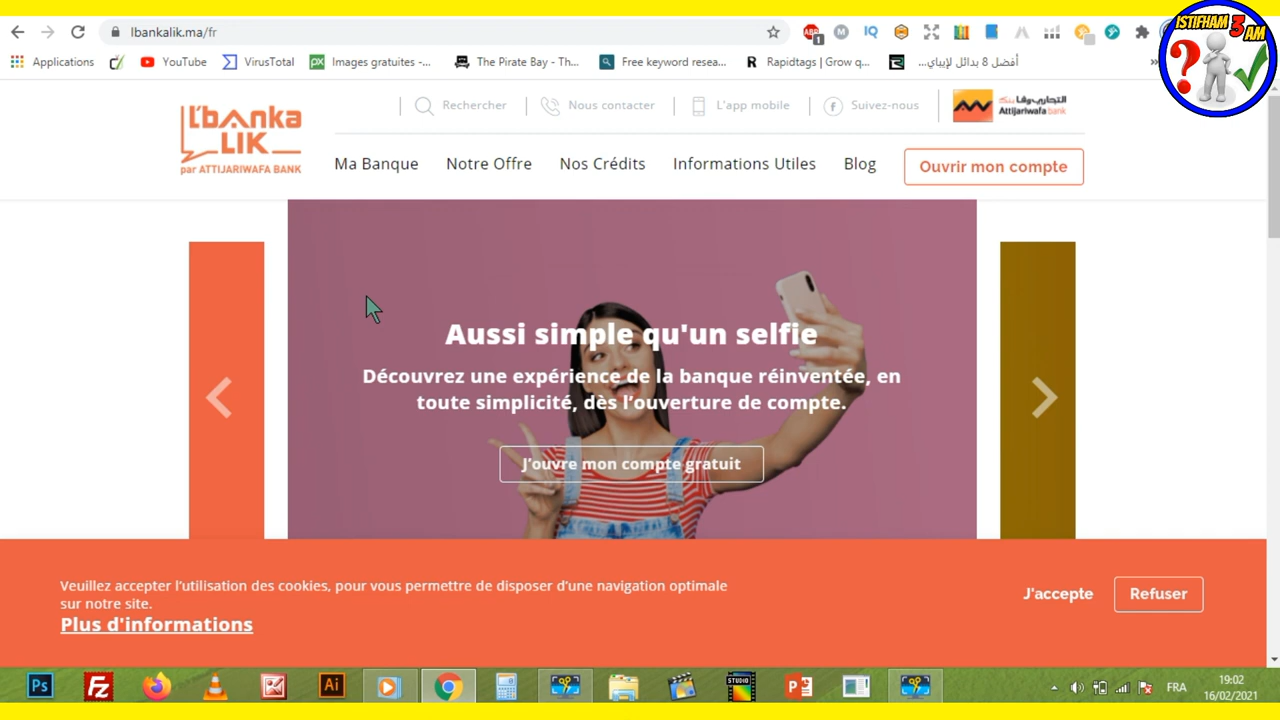 lbankalik.ma/fr
ISTIFHAM 3 AM
Applications
YouTube
VirusTotal
Images gratuites -...
The Pirate Bay - Th...
Free keyword resea...
Rapidtags | Grow q...
أفضل 8 بدائل لإيباي...
l'banka
LIK
par ATTIJARIWAFA BANK
Rechercher
Nous contacter
L'app mobile
Suivez-nous
التجاري وفا بنك
Attijariwafa bank
Ma Banque
Notre Offre
Nos Crédits
Informations Utiles
Blog
Ouvrir mon compte
Aussi simple qu'un selfie
Découvrez une expérience de la banque réinventée, en
toute simplicité, dès l'ouverture de compte.
J'ouvre mon compte gratuit
Veuillez accepter l'utilisation des cookies, pour vous permettre de disposer d'une navigation optimale
sur notre site.
Plus d'informations
J'accepte
Refuser
Ps
Fz
Ai
STUDIO
FRA
19:02
16/02/2021